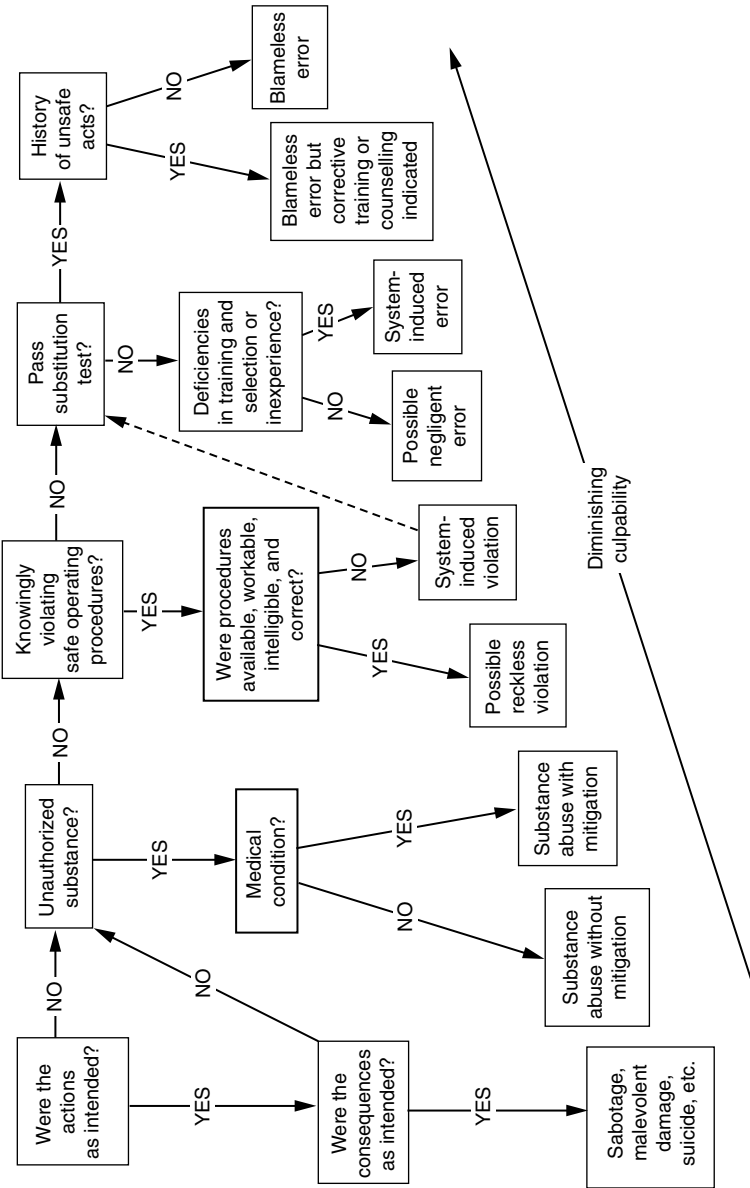 Were the
actions
as intended?
NO
YES
Were the
consequences
as intended?
NO
YES
Sabotage,
malevolent
damage,
suicide, etc.
Unauthorized
substance?
NO
YES
Medical
condition?
NO
YES
Substance
abuse without
mitigation
Substance
abuse with
mitigation
Knowingly
violating
safe operating
procedures?
NO
YES
Were procedures
available, workable,
intelligible, and
correct?
YES
NO
Possible
reckless
violation
System-
induced
violation
Pass
substitution
test?
YES
NO
Deficiencies
in training and
selection or
inexperience?
NO
YES
Possible
negligent
error
System-
induced
error
History
of unsafe
acts?
YES
NO
Blameless
error but
corrective
training or
counselling
indicated
Blameless
error
Diminishing
culpability